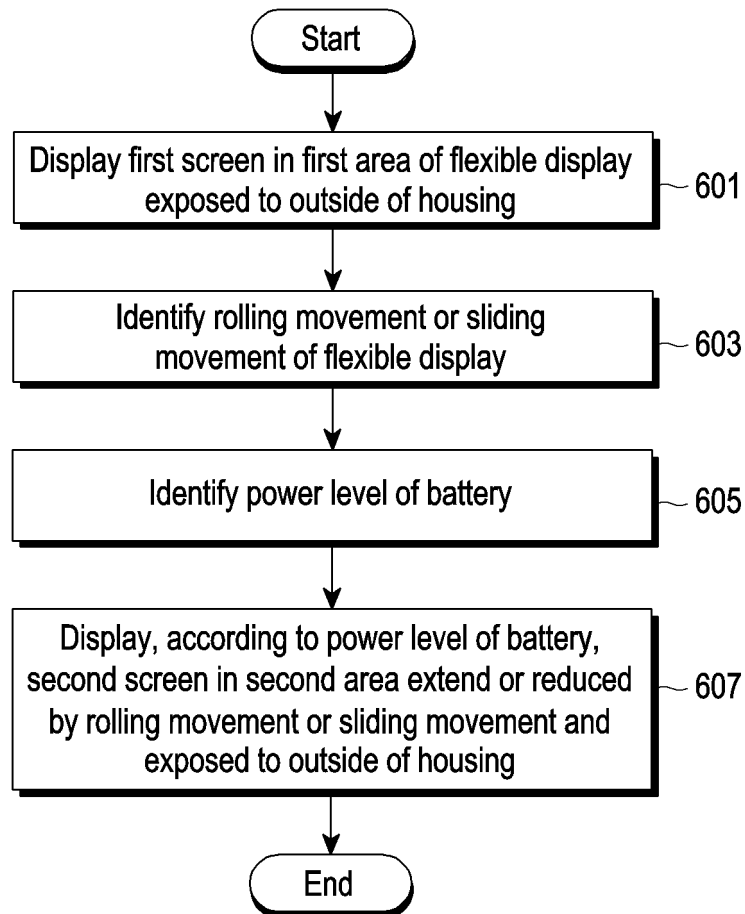 Start
Display first screen in first area of flexible display
exposed to outside of housing
601
Identify rolling movement or sliding
movement of flexible display
603
Identify power level of battery
605
Display, according to power level of battery,
second screen in second area extend or reduced
by rolling movement or sliding movement and
exposed to outside of housing
607
End